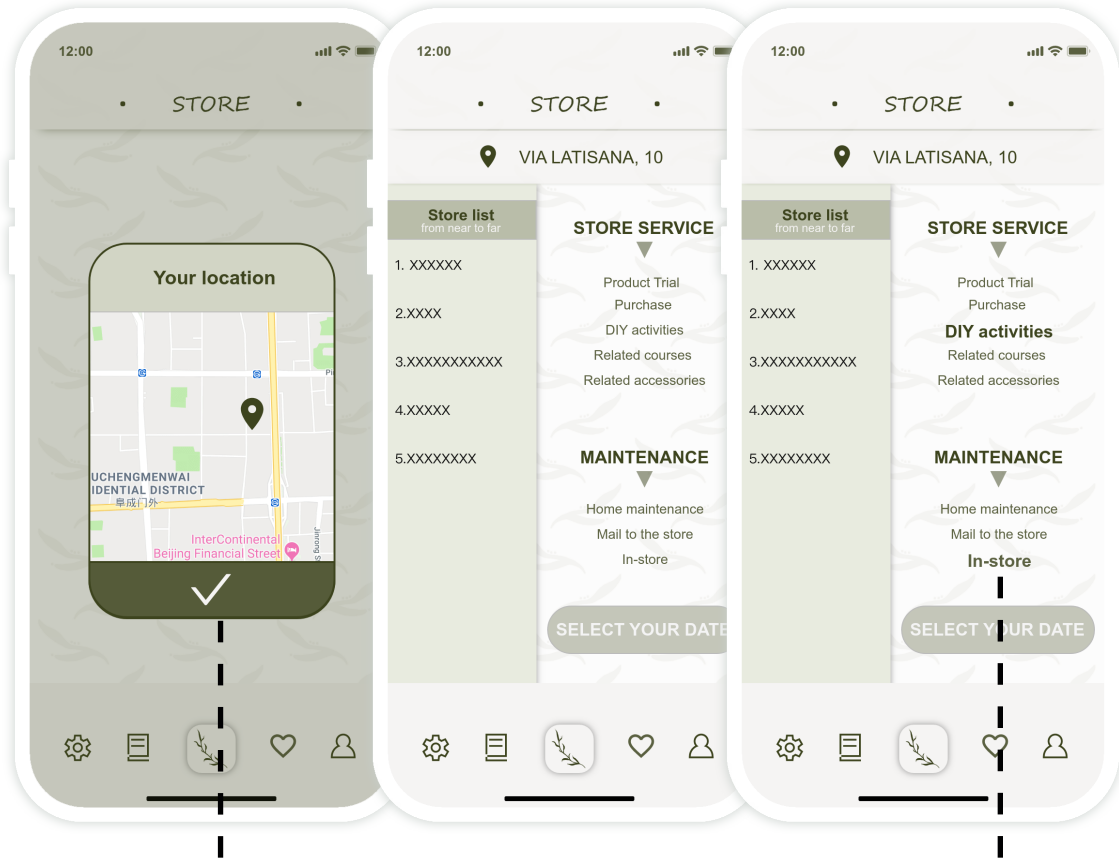 12:00
STORE
Your location
Pi
UCHENGMENWAI
IDENTIAL DISTRICT
阜成门外
InterContinental
Beijing Financial Street
Jinrong S
12:00
STORE
VIA LATISANA, 10
Store list
from near to far
1. XXXXXX
2.XXXX
3.XXXXXXXXXXX
4.XXXXX
5.XXXXXXXX
STORE SERVICE
Product Trial
Purchase
DIY activities
Related courses
Related accessories
MAINTENANCE
Home maintenance
Mail to the store
In-store
SELECT YOUR DATE
12:00
STORE
VIA LATISANA, 10
Store list
from near to far
1. XXXXXX
2.XXXX
3.XXXXXXXXXXX
4.XXXXX
5.XXXXXXXX
STORE SERVICE
Product Trial
Purchase
DIY activities
Related courses
Related accessories
MAINTENANCE
Home maintenance
Mail to the store
In-store
SELECT YOUR DATE